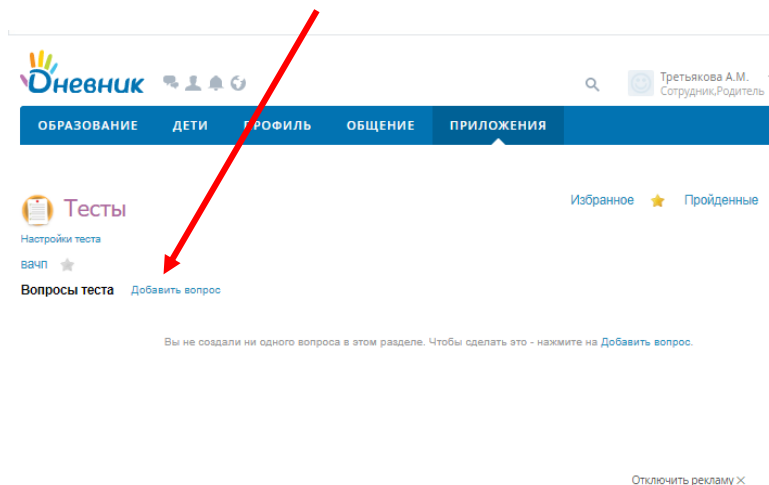 Дневник
Третьякова А.М.
Сотрудник,Родитель
ОБРАЗОВАНИЕ ДЕТИ ПРОФИЛЬ ОБЩЕНИЕ ПРИЛОЖЕНИЯ
Тесты Избранное Пройденные
Настройки теста
вачп
Вопросы теста Добавить вопрос
Вы не создали ни одного вопроса в этом разделе. Чтобы сделать это - нажмите на Добавить вопрос.
Отключить рекламу ×